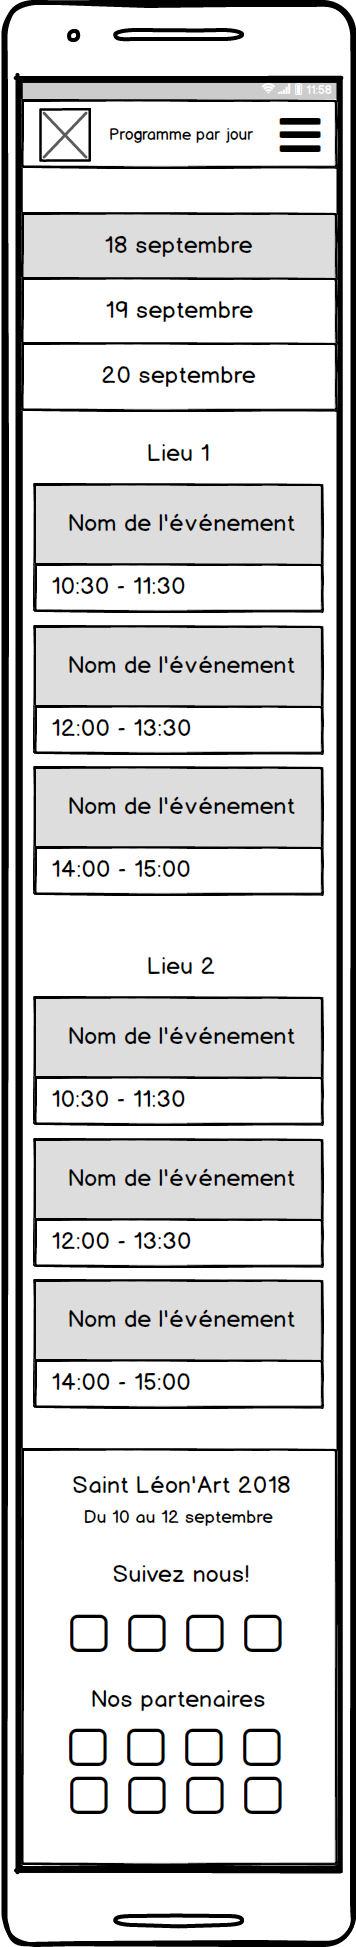 11:58
Programme par jour
18 septembre
19 septembre
20 septembre
Lieu 1
Nom de l'événement
10:30 - 11:30
Nom de l'événement
12:00 - 13:30
Nom de l'événement
14:00 - 15:00
Lieu 2
Nom de l'événement
10:30 - 11:30
Nom de l'événement
12:00 - 13:30
Nom de l'événement
14:00 - 15:00
Saint Léon'Art 2018
Du 10 au 12 septembre
Suivez nous!
Nos partenaires